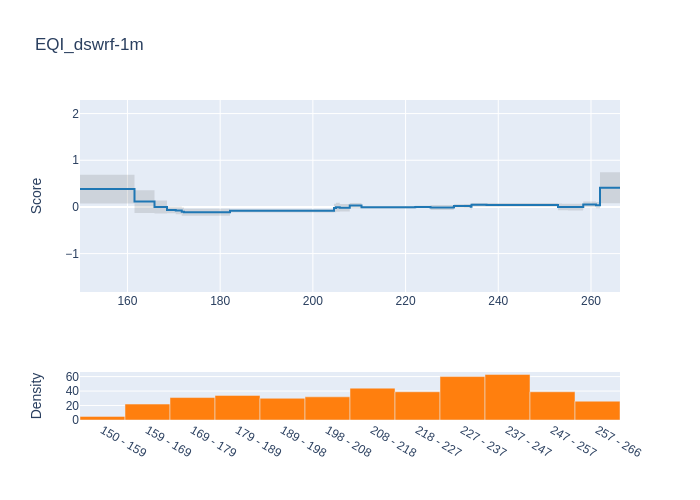 EQI_dswrf-1m
Score
2
1
0
−1
160
180
200
220
240
260
Density
60
40
20
0
150 - 159
159 - 169
169 - 179
179 - 189
189 - 198
198 - 208
208 - 218
218 - 227
227 - 237
237 - 247
247 - 257
257 - 266